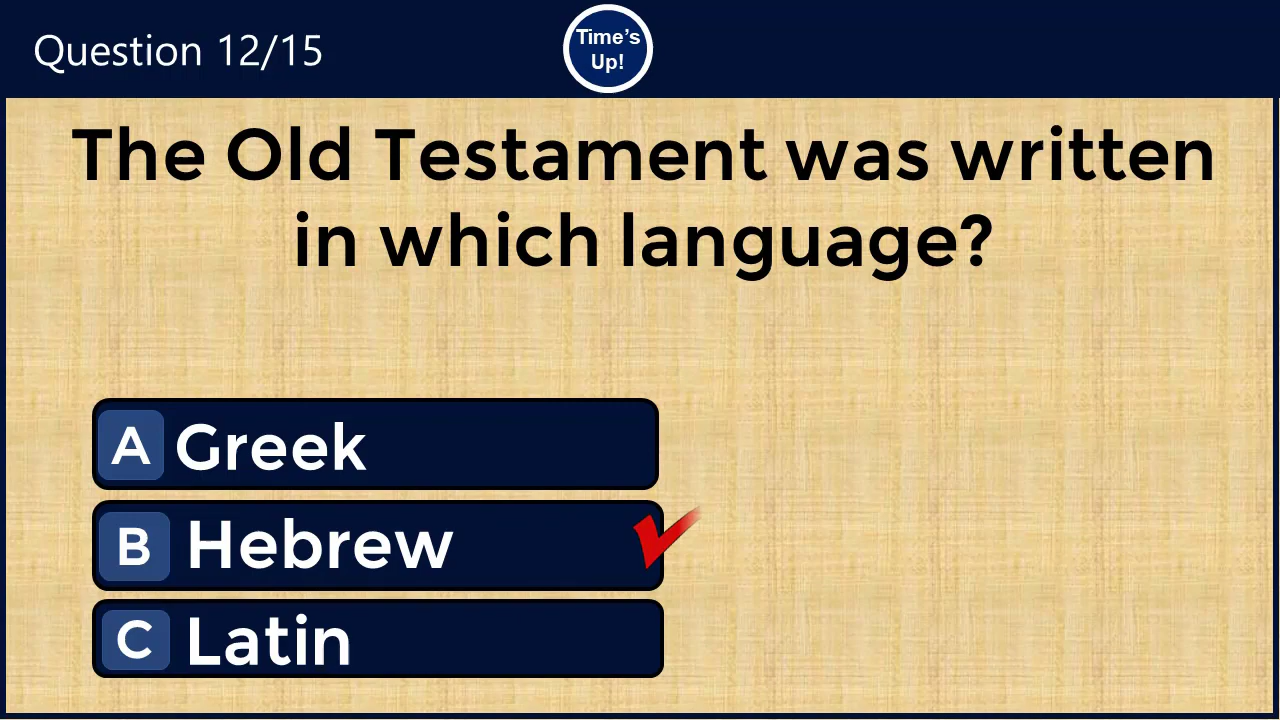 Question 12/15
Time's
Up!
The Old Testament was written
in which language?
A Greek
B Hebrew
C Latin